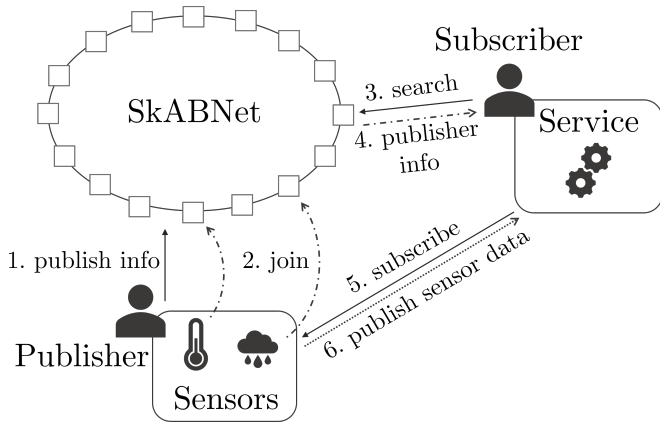 Subscriber
SkABNet
3. search
4. publisher
info
Service
1. publish info
2. join
5. subscribe
6. publish sensor data
Publisher
Sensors